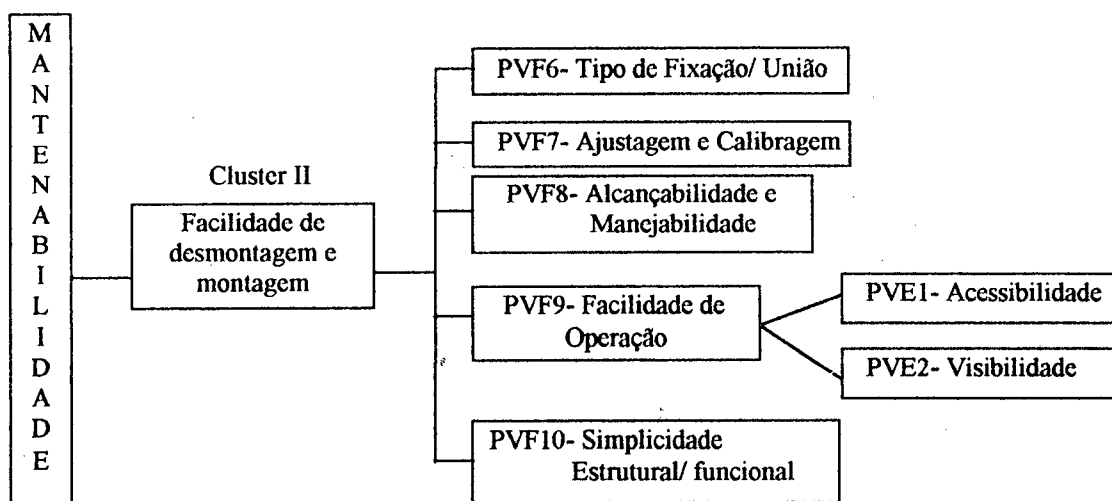 MANTENABILIDADE
Cluster II
Facilidade de
desmontagem e
montagem
PVF6- Tipo de Fixação/ União
PVF7- Ajustagem e Calibragem
PVF8- Alcançabilidade e
Manejabilidade
PVF9- Facilidade de
Operação
PVE1- Acessibilidade
PVE2- Visibilidade
PVF10- Simplicidade
Estrutural/ funcional